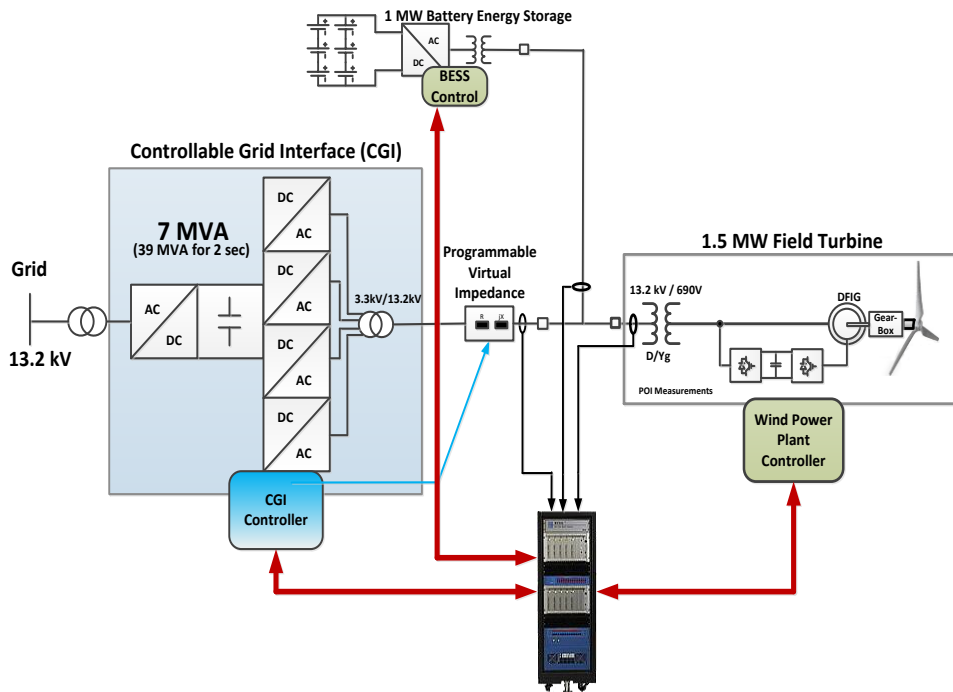 1 MW Battery Energy Storage
AC
DC
BESS
Control
Controllable Grid Interface (CGI)
7 MVA
(39 MVA for 2 sec)
DC
AC
DC
AC
DC
AC
DC
AC
AC
DC
3.3kV/13.2kV
Grid
13.2 kV
CGI
Controller
Programmable
Virtual
Impedance
R jX
1.5 MW Field Turbine
13.2 kV / 690V
D/Yg
DFIG
Gear-
Box
POI Measurements
Wind Power
Plant
Controller